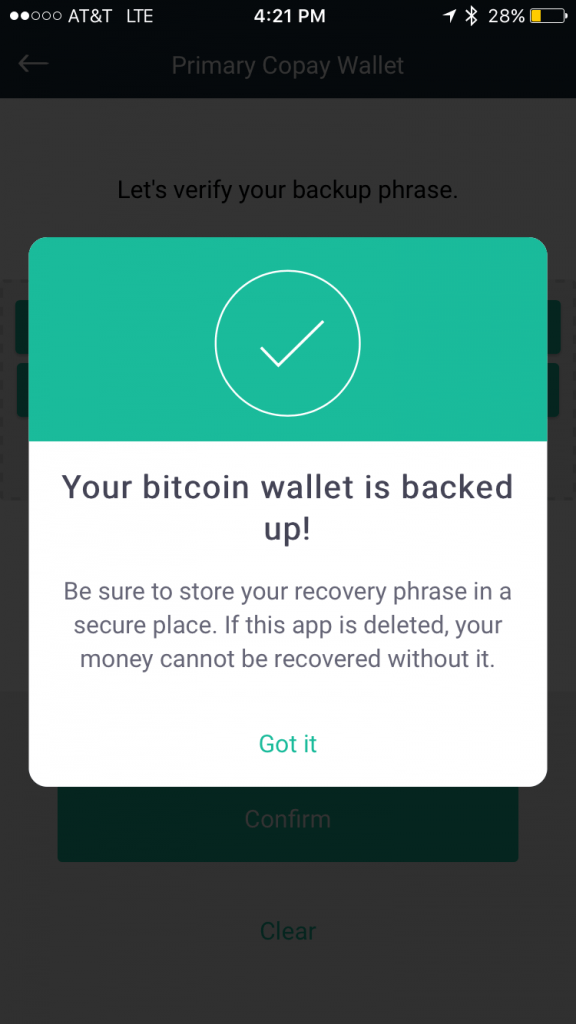 AT&T LTE 4:21 PM 28%
Primary Copay Wallet
Let's verify your backup phrase.
Your bitcoin wallet is backed
up!
Be sure to store your recovery phrase in a
secure place. If this app is deleted, your
money cannot be recovered without it.
Got it
Confirm
Clear